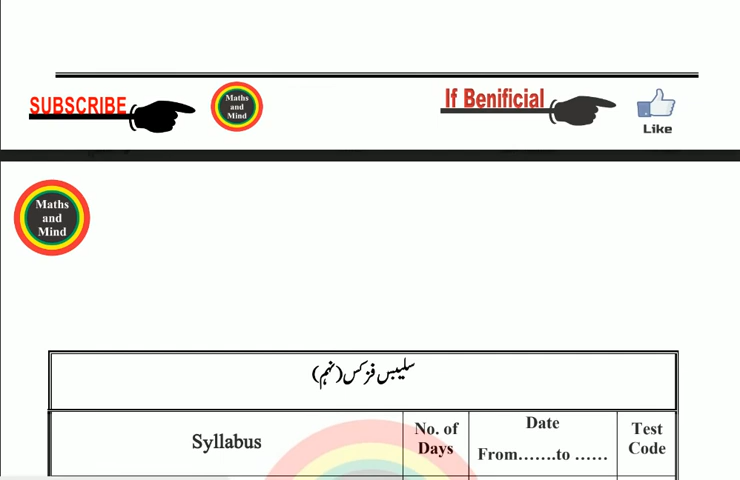 SUBSCRIBE
Maths
and
Mind
If Benificial
Like
Maths
and
Mind
سلیبس فزکس (نہم)
Syllabus
No. of
Days
Date
From.......to ......
Test
Code